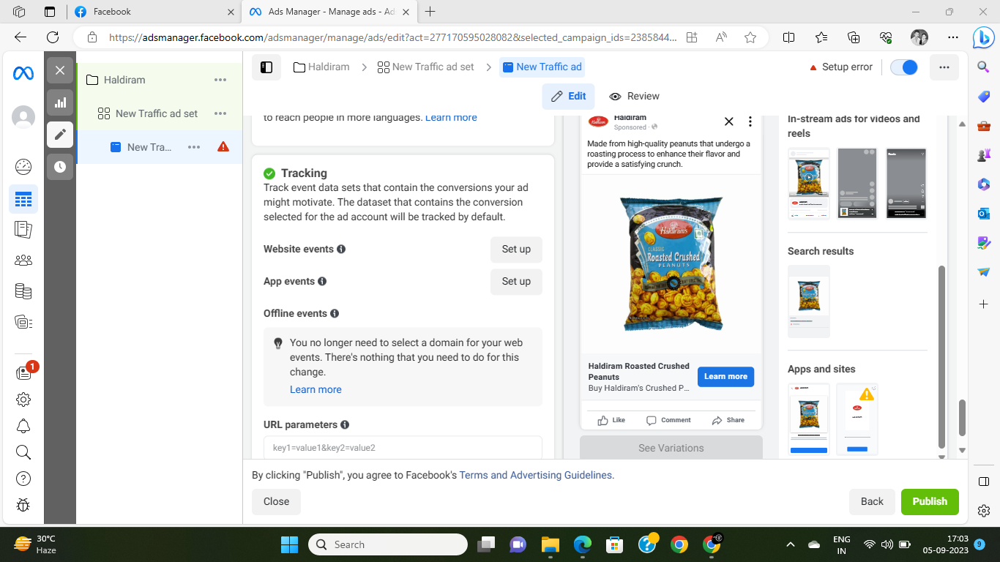 Facebook
Ads Manager - Manage ads - Ad
https://adsmanager.facebook.com/adsmanager/manage/ads/edit?act=277170595028082&selected_campaign_ids=2385844...
Haldiram
New Traffic ad set
New Tra...
1
Haldiram
New Traffic ad set
New Traffic ad
Setup error
Edit
Review
to reach people in more languages. Learn more
Tracking
Track event data sets that contain the conversions your ad
might motivate. The dataset that contains the conversion
selected for the ad account will be tracked by default.
Website events
Set up
App events
Set up
Offline events
You no longer need to select a domain for your web
events. There's nothing that you need to do for this
change.
Learn more
URL parameters
key1=value1&key2=value2
Haldiram
Sponsored ·
Made from high-quality peanuts that undergo a
roasting process to enhance their flavor and
provide a satisfying crunch.
Haldiram's
CLASSIC
Roasted Crushed
PEANUTS
Haldiram Roasted Crushed
Peanuts
Buy Haldiram's Crushed P...
Learn more
Like
Comment
Share
See Variations
In-stream ads for videos and
reels
Search results
Apps and sites
By clicking "Publish", you agree to Facebook's Terms and Advertising Guidelines.
Close
Back
Publish
30°C
Haze
Search
ENG
IN
17:03
05-09-2023
9